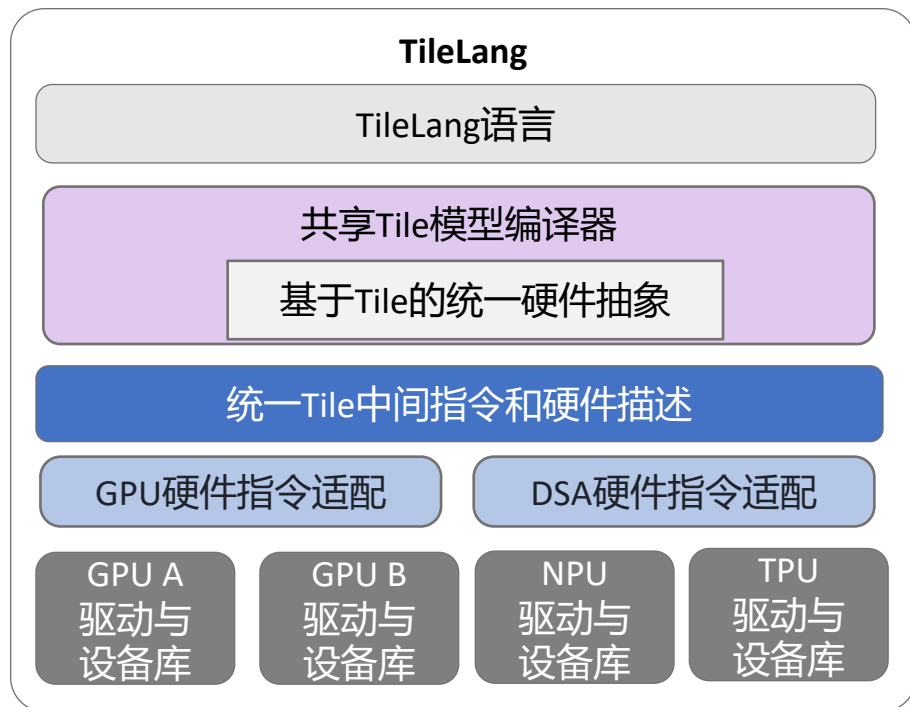 TileLang
TileLang语言
共享Tile模型编译器
基于Tile的统一硬件抽象
统一Tile中间指令和硬件描述
GPU硬件指令适配
DSA硬件指令适配
GPU A
驱动与
设备库
GPU B
驱动与
设备库
NPU
驱动与
设备库
TPU
驱动与
设备库